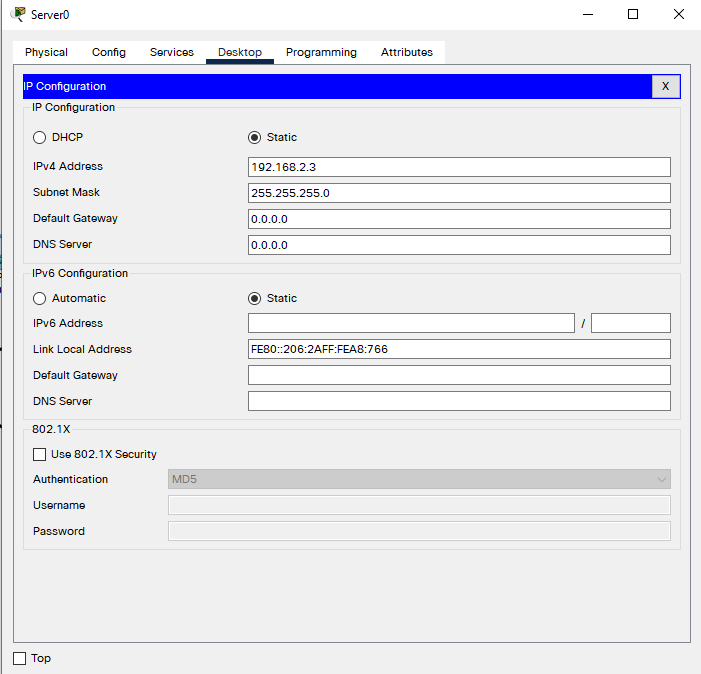 Server0
Physical Config Services Desktop Programming Attributes
IP Configuration X
IP Configuration
DHCP Static
IPv4 Address 192.168.2.3
Subnet Mask 255.255.255.0
Default Gateway 0.0.0.0
DNS Server 0.0.0.0
IPv6 Configuration
Automatic Static
IPv6 Address /
Link Local Address FE80::206:2AFF:FEA8:766
Default Gateway
DNS Server
802.1X
Use 802.1X Security
Authentication MD5
Username
Password
Top